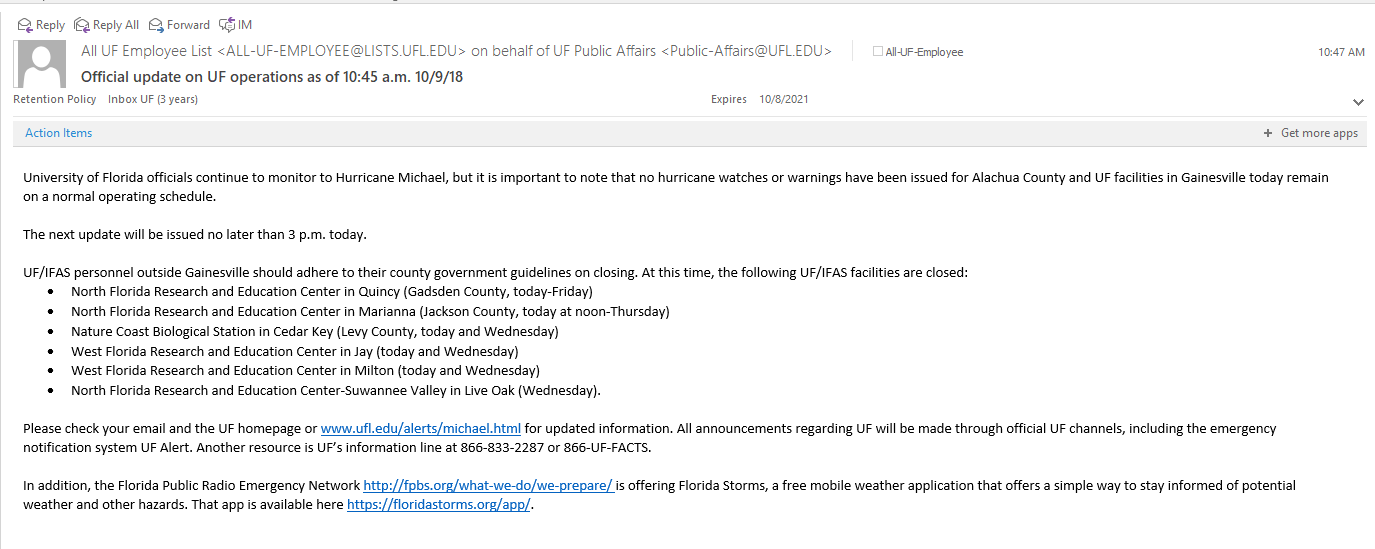 Reply Reply All Forward IM
All UF Employee List <ALL-UF-EMPLOYEE@LISTS.UFL.EDU> on behalf of UF Public Affairs <Public-Affairs@UFL.EDU> All-UF-Employee 10:47 AM
Official update on UF operations as of 10:45 a.m. 10/9/18
Retention Policy Inbox UF (3 years) Expires 10/8/2021
Action Items + Get more apps
University of Florida officials continue to monitor to Hurricane Michael, but it is important to note that no hurricane watches or warnings have been issued for Alachua County and UF facilities in Gainesville today remain
on a normal operating schedule.
The next update will be issued no later than 3 p.m. today.
UF/IFAS personnel outside Gainesville should adhere to their county government guidelines on closing. At this time, the following UF/IFAS facilities are closed:
• North Florida Research and Education Center in Quincy (Gadsden County, today-Friday)
• North Florida Research and Education Center in Marianna (Jackson County, today at noon-Thursday)
• Nature Coast Biological Station in Cedar Key (Levy County, today and Wednesday)
• West Florida Research and Education Center in Jay (today and Wednesday)
• West Florida Research and Education Center in Milton (today and Wednesday)
• North Florida Research and Education Center-Suwannee Valley in Live Oak (Wednesday).
Please check your email and the UF homepage or www.ufl.edu/alerts/michael.html for updated information. All announcements regarding UF will be made through official UF channels, including the emergency
notification system UF Alert. Another resource is UF’s information line at 866-833-2287 or 866-UF-FACTS.
In addition, the Florida Public Radio Emergency Network http://fpbs.org/what-we-do/we-prepare/ is offering Florida Storms, a free mobile weather application that offers a simple way to stay informed of potential
weather and other hazards. That app is available here https://floridastorms.org/app/.